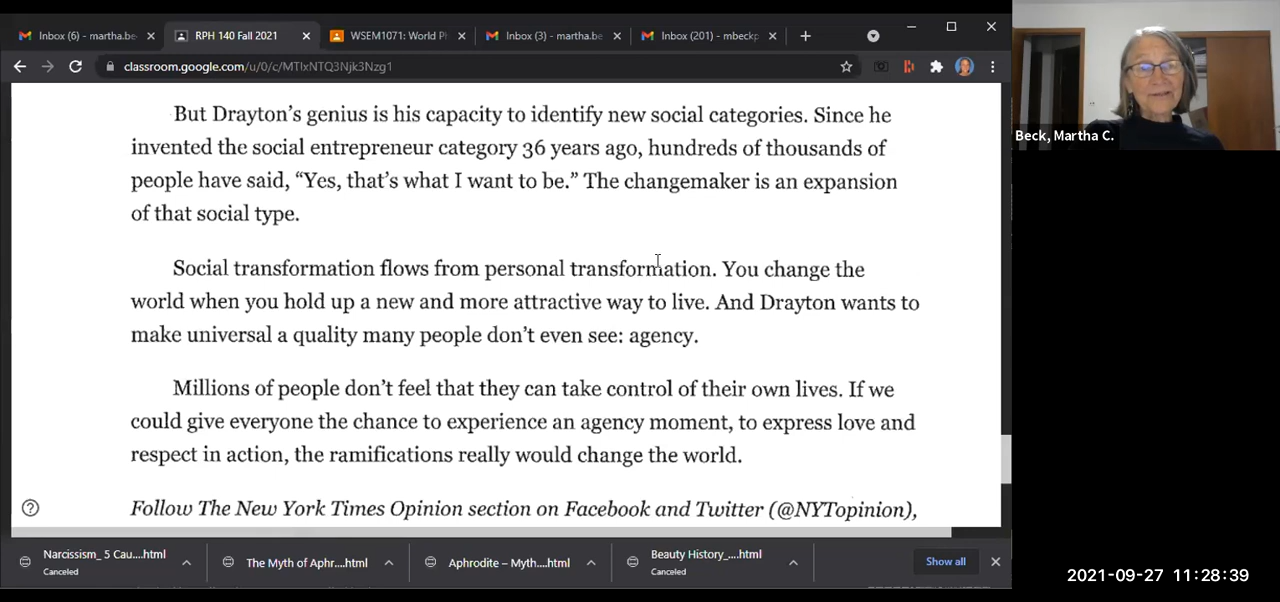 Inbox (6) - martha.be
RPH 140 Fall 2021
WSEM1071: World Ph
Inbox (3) - martha.be
Inbox (201) - mbeckp
classroom.google.com/u/0/c/MTIxNTQ3Njk3Nzg1
But Drayton's genius is his capacity to identify new social categories. Since he
invented the social entrepreneur category 36 years ago, hundreds of thousands of
people have said, “Yes, that's what I want to be.” The changemaker is an expansion
of that social type.
Social transformation flows from personal transformation. You change the
world when you hold up a new and more attractive way to live. And Drayton wants to
make universal a quality many people don't even see: agency.
Millions of people don't feel that they can take control of their own lives. If we
could give everyone the chance to experience an agency moment, to express love and
respect in action, the ramifications really would change the world.
Follow The New York Times Opinion section on Facebook and Twitter (@NYTopinion),
Narcissism_ 5 Cau....html
Canceled
The Myth of Aphr....html
Aphrodite – Myth....html
Beauty History_....html
Canceled
Show all
Beck, Martha C.
2021-09-27 11:28:39